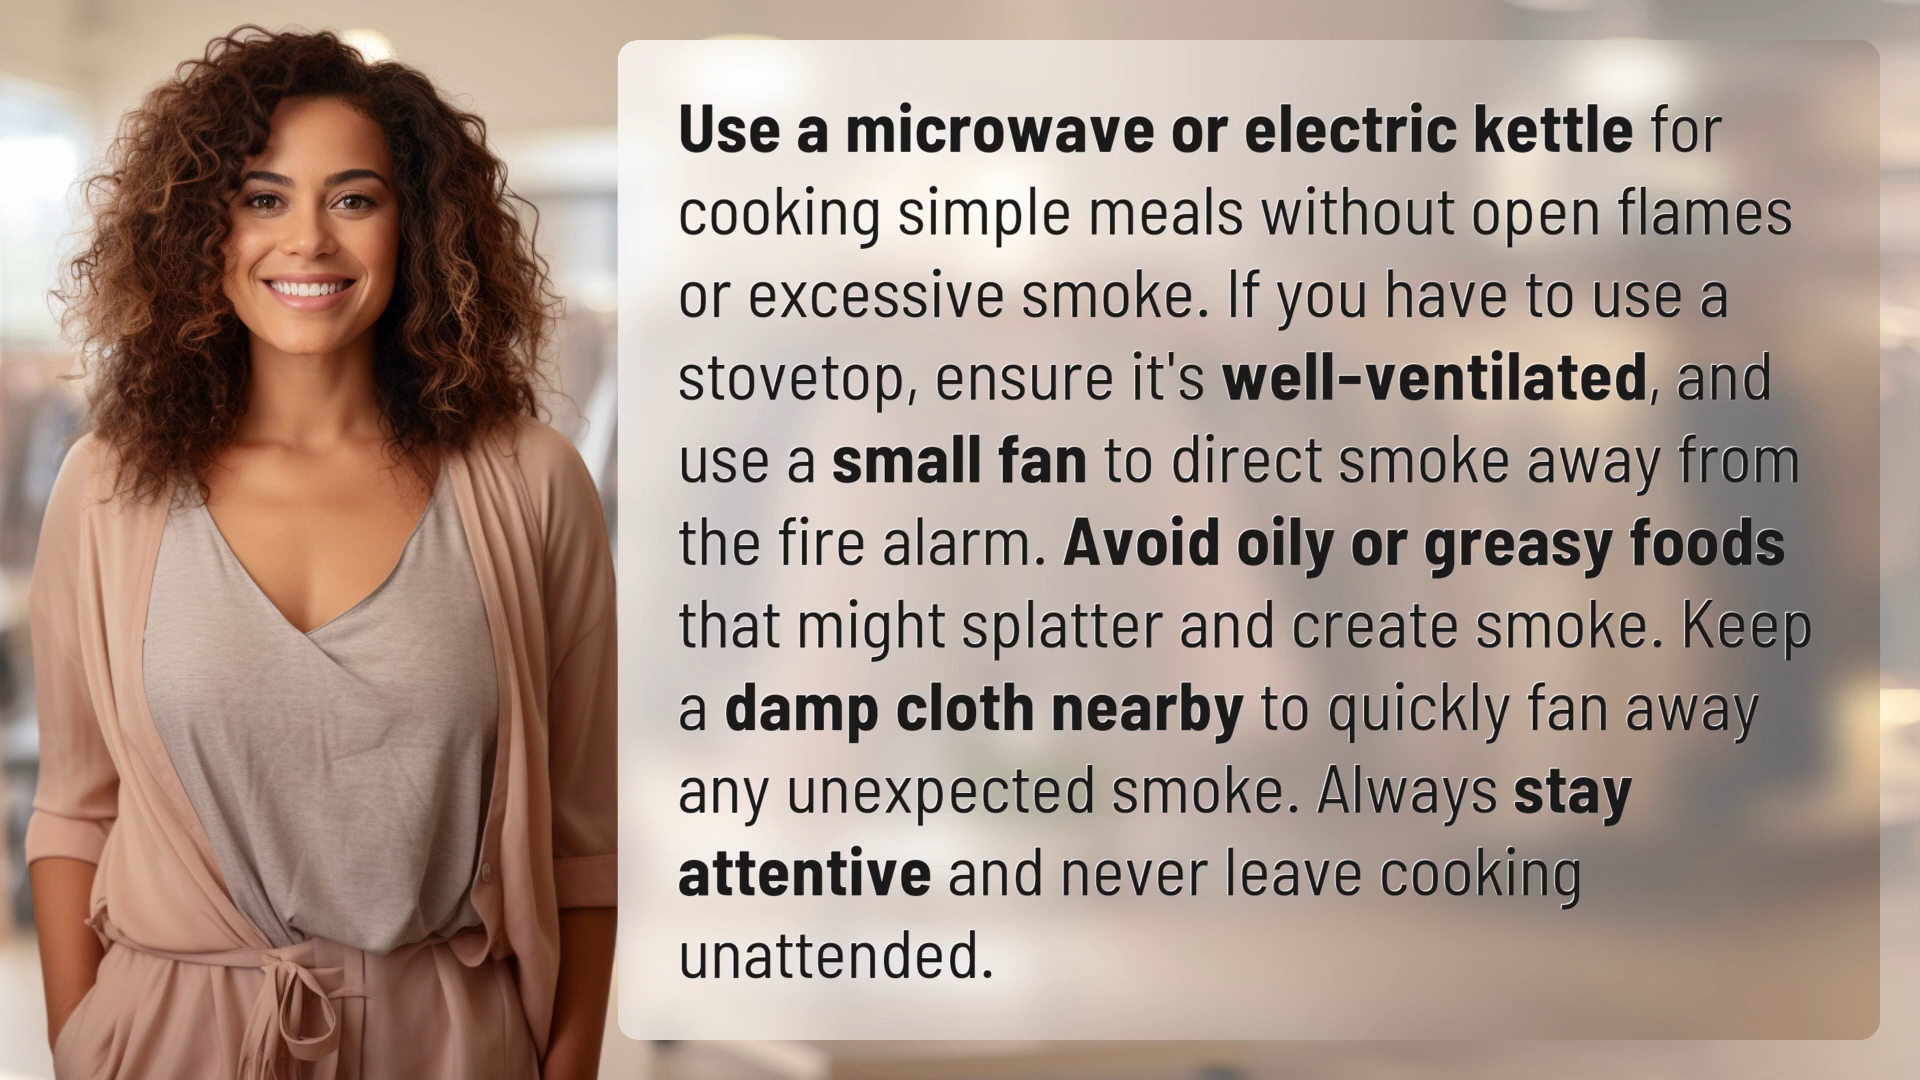 Use a microwave or electric kettle for
cooking simple meals without open flames
or excessive smoke. If you have to use a
stovetop, ensure it's well-ventilated, and
use a small fan to direct smoke away from
the fire alarm. Avoid oily or greasy foods
that might splatter and create smoke. Keep
a damp cloth nearby to quickly fan away
any unexpected smoke. Always stay
attentive and never leave cooking
unattended.